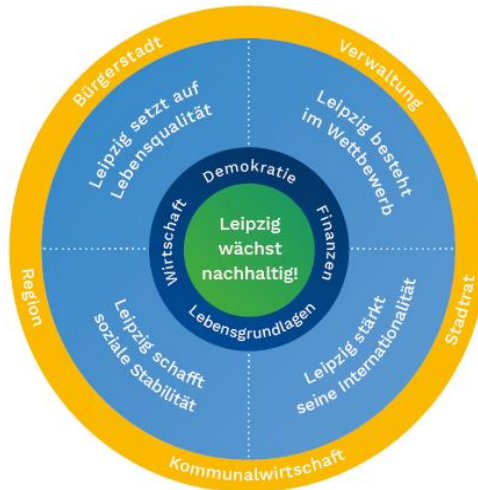 Bürgerstadt
Verwaltung
Leipzig setzt auf
Lebensqualität
Leipzig besteht
im Wettbewerb
Demokratie
Wirtschaft
Leipzig
wächst
nachhaltig!
Finanzen
Lebensgrundlagen
Region
Leipzig schafft
soziale Stabilität
Leipzig stärkt
seine Internationalität
Stadtrat
Kommunalwirtschaft